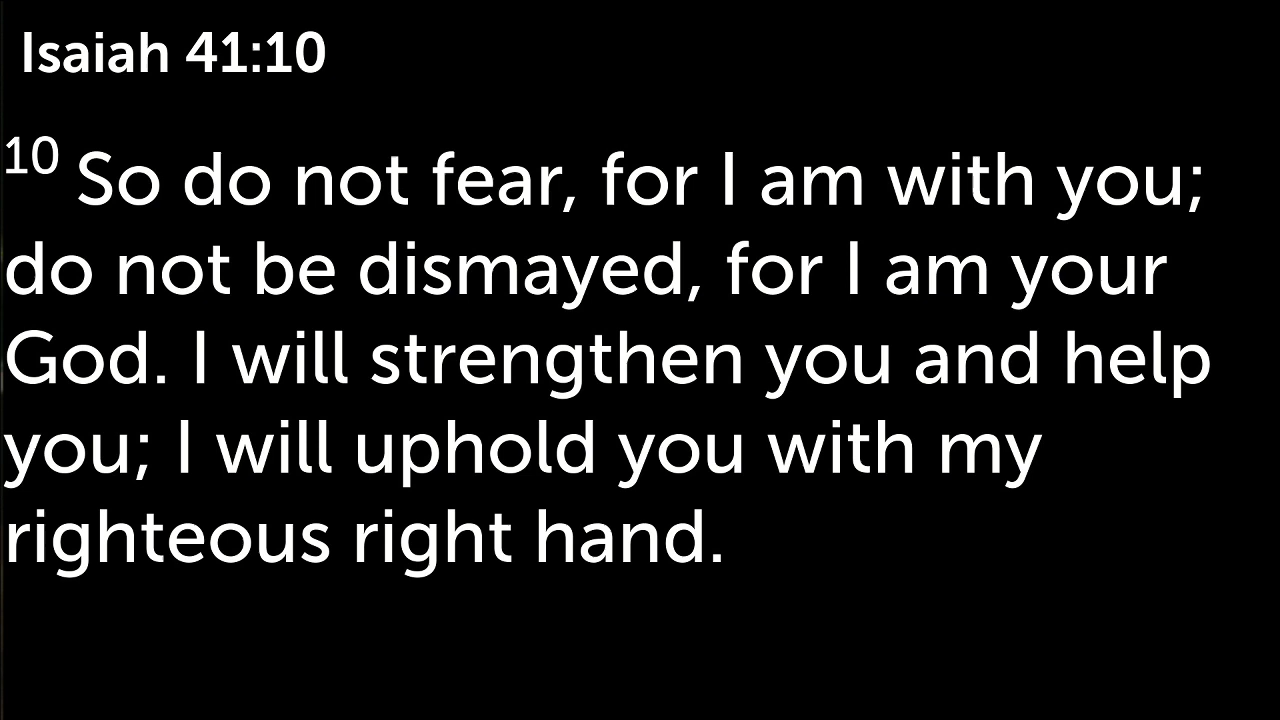 Isaiah 41:10
10 So do not fear, for I am with you;
do not be dismayed, for I am your
God. I will strengthen you and help
you; I will uphold you with my
righteous right hand.